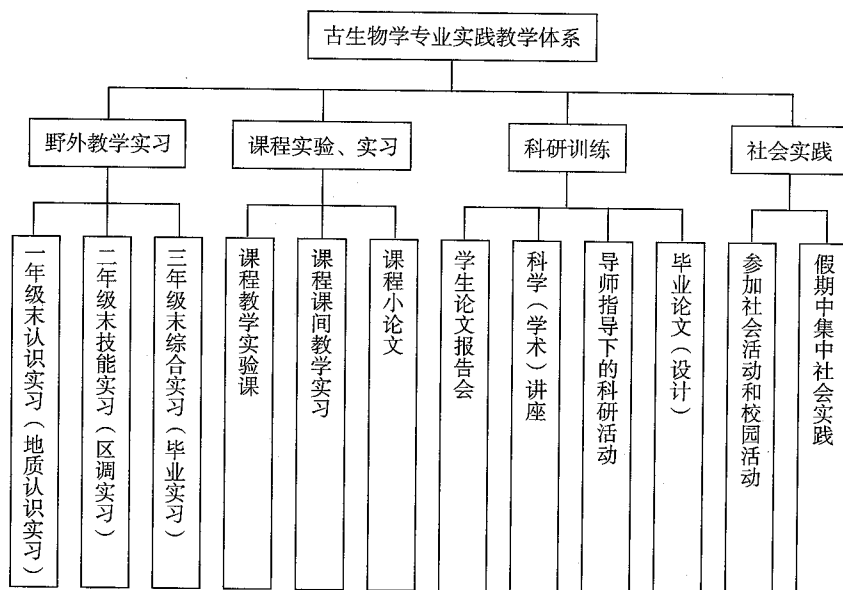 古生物学专业实践教学体系
野外教学实习
课程实验、实习
科研训练
社会实践
一年级末认识实习（地质认识实习）
二年级末技能实习（区调实习）
三年级末综合实习（毕业实习）
课程教学实验课
课程课间教学实习
课程小论文
学生论文报告会
科学（学术）讲座
导师指导下的科研活动
毕业论文（设计）
参加社会活动和校园活动
假期中集中社会实践